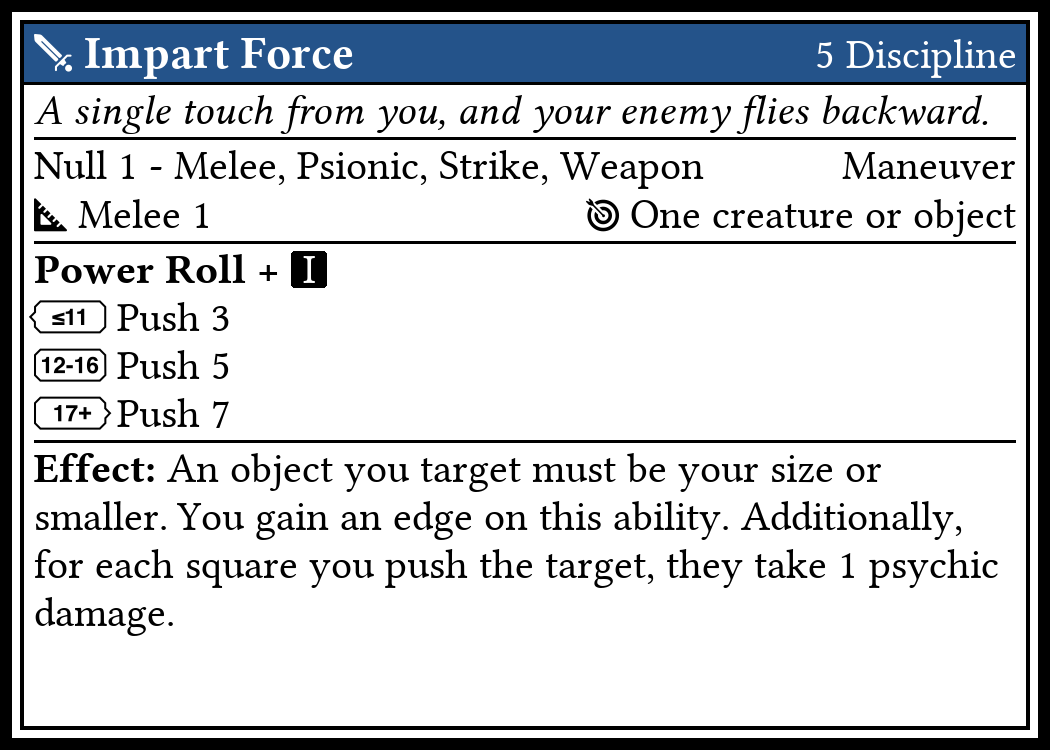 Impart Force 5 Discipline
A single touch from you, and your enemy flies backward.
Null 1 - Melee, Psionic, Strike, Weapon Maneuver
Melee 1 One creature or object
Power Roll + I
≤11 Push 3
12-16 Push 5
17+ Push 7
Effect: An object you target must be your size or
smaller. You gain an edge on this ability. Additionally,
for each square you push the target, they take 1 psychic
damage.